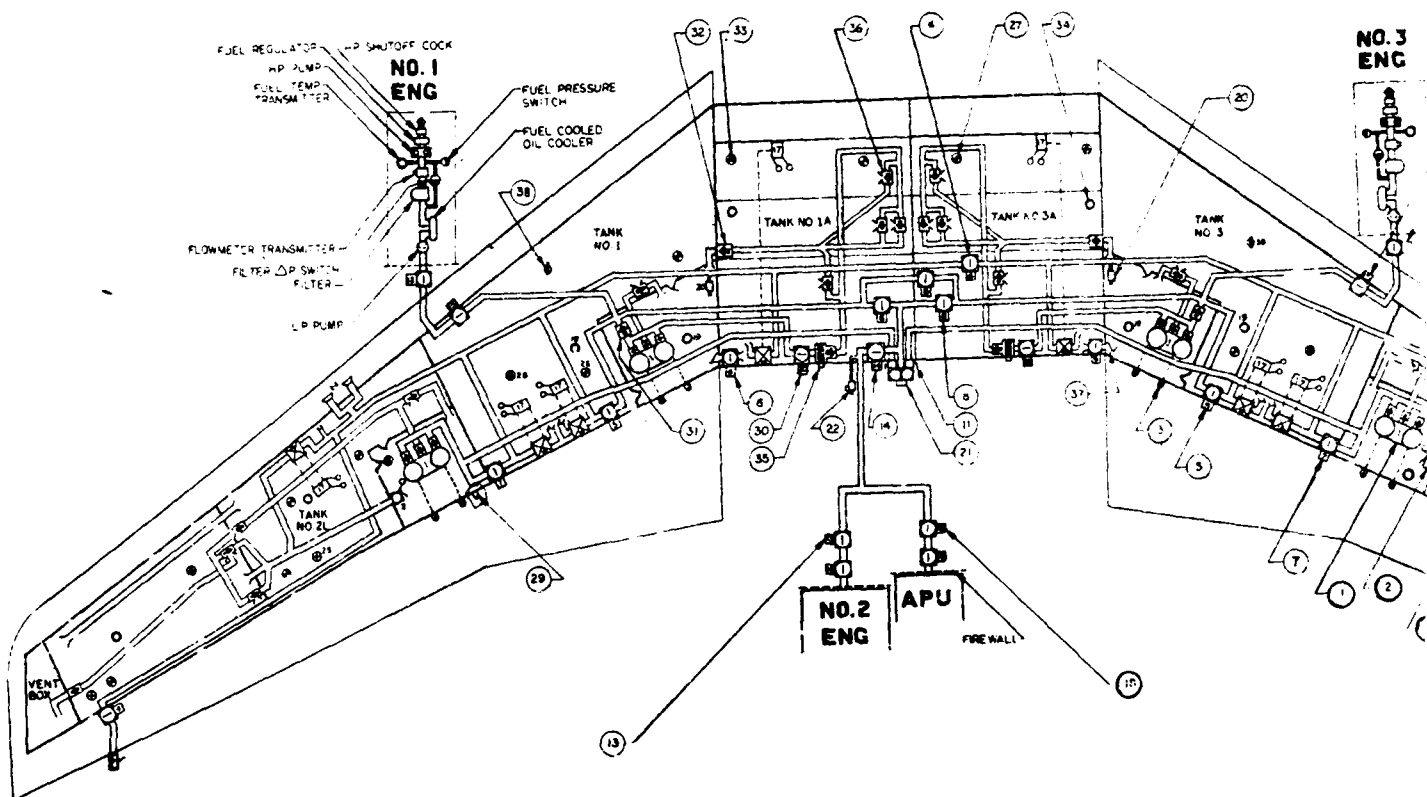 FUEL REGULATOR
HP SHUTOFF COCK
HP PUMP
FUEL TEMP
TRANSMITTER
NO. 1
ENG
FUEL PRESSURE
SWITCH
FUEL COOLED
OIL COOLER
FLOWMETER TRANSMITTER
FILTER ΔP SWITCH
FILTER
L P PUMP
32
33
36
4
27
34
20
NO. 3
ENG
38
TANK
NO. 1
TANK NO 1A
TANK NO 3A
TANK
NO. 3
31
6
30
35
22
14
11
21
8
37
3
5
7
1
2
TANK
NO. 2L
29
VENT
BOX
13
NO. 2
ENG
APU
FIREWALL